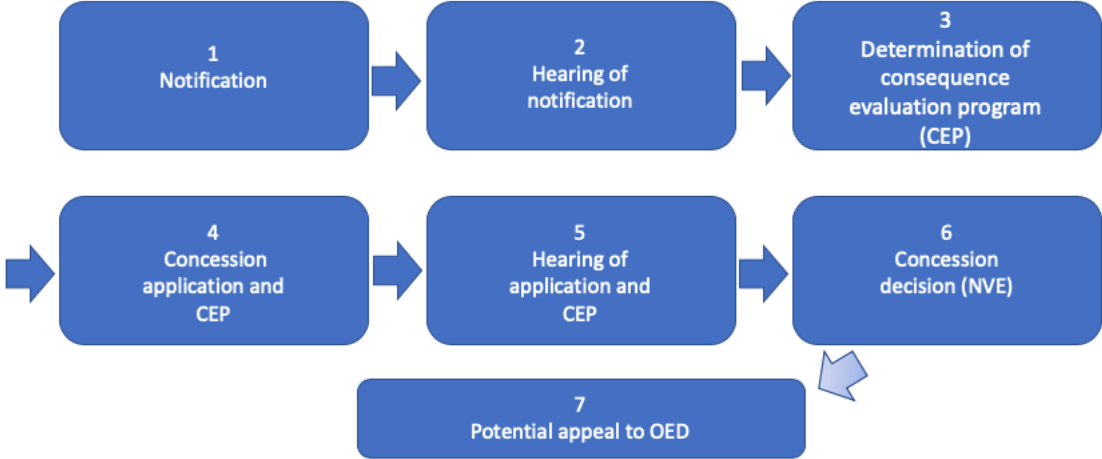 1
Notification
2
Hearing of
notification
3
Determination of
consequence
evaluation program
(CEP)
4
Concession
application and
CEP
5
Hearing of
application and
CEP
6
Concession
decision (NVE)
7
Potential appeal to OED